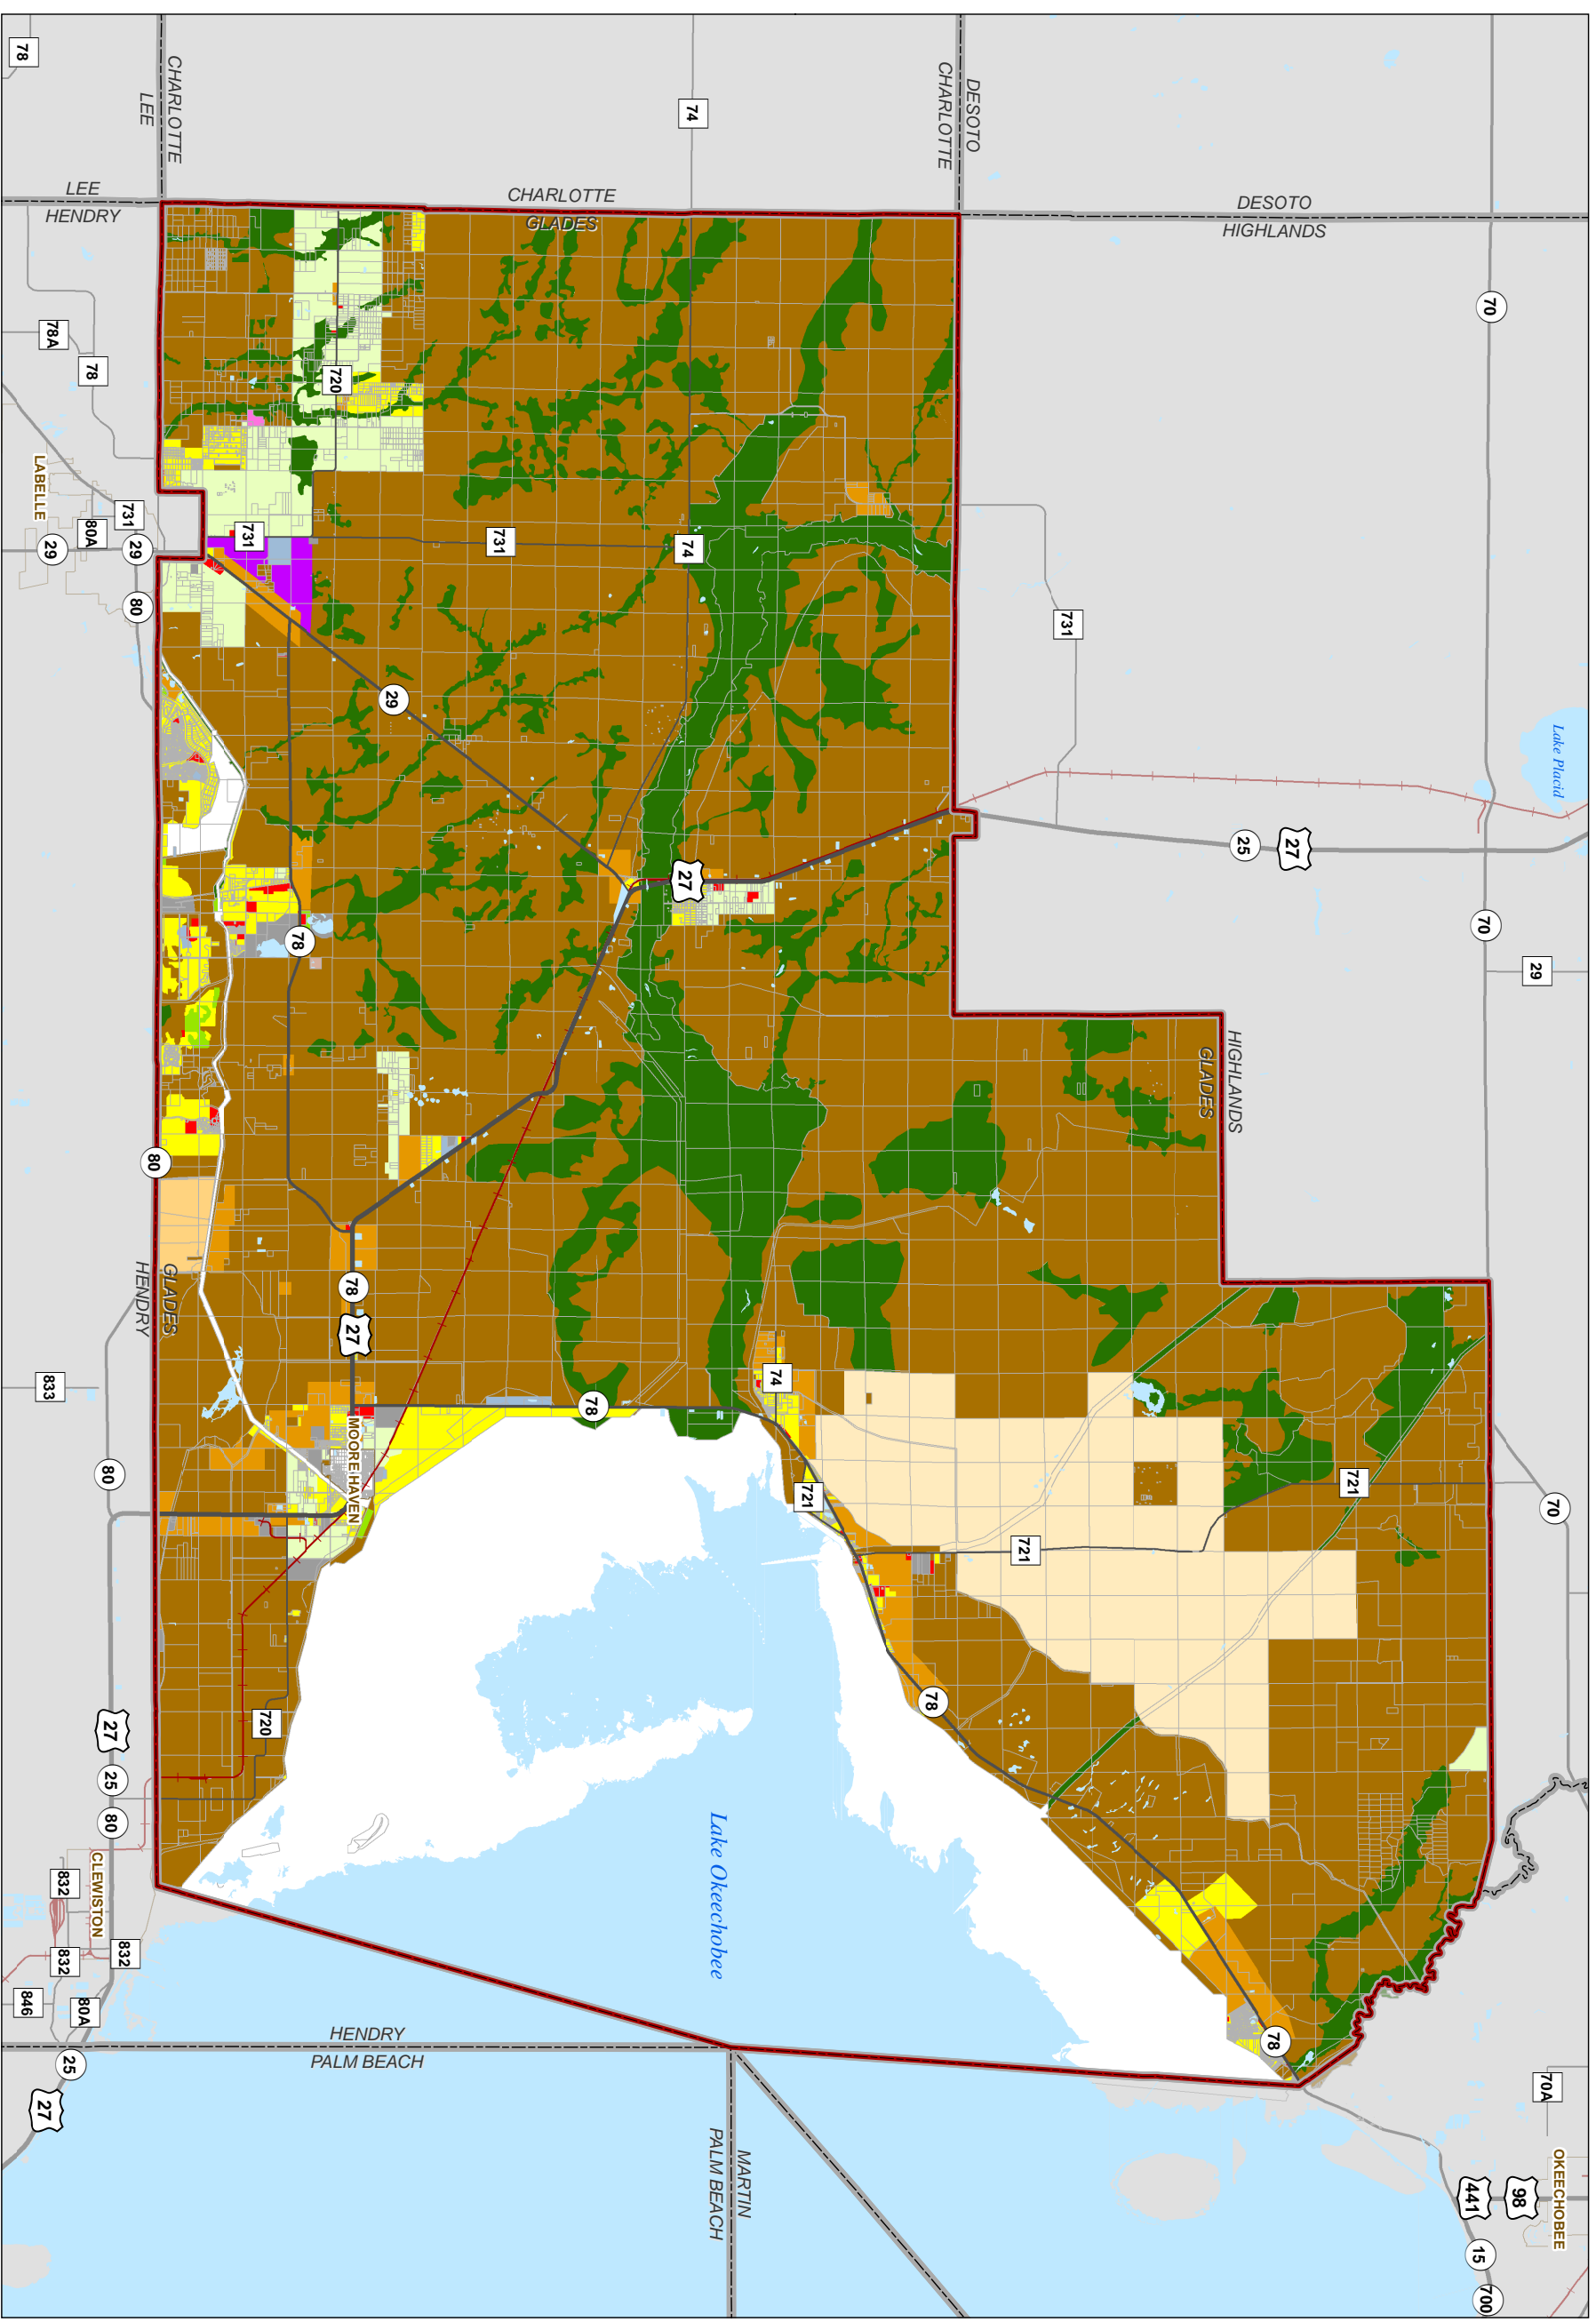 78
CHARLOTTE
LEE
74
DESOTO
CHARLOTTE
LEE
HENDRY
CHARLOTTE
GLADES
DESOTO
HIGHLANDS
70
78A
78
720
LABELLE
731
80A
29
29
80
731
731
74
731
29
Lake Placid
25
27
27
70
29
78
HIGHLANDS
GLADES
80
GLADES
HENDRY
78
27
833
74
78
MOORE HAVEN
80
721
721
721
70
78
720
27
25
80
Lake Okeechobee
CLEWISTON
832
832
832
846
80A
HENDRY
PALM BEACH
25
27
78
MARTIN
PALM BEACH
70A
OKEECHOBEE
98
441
15
700